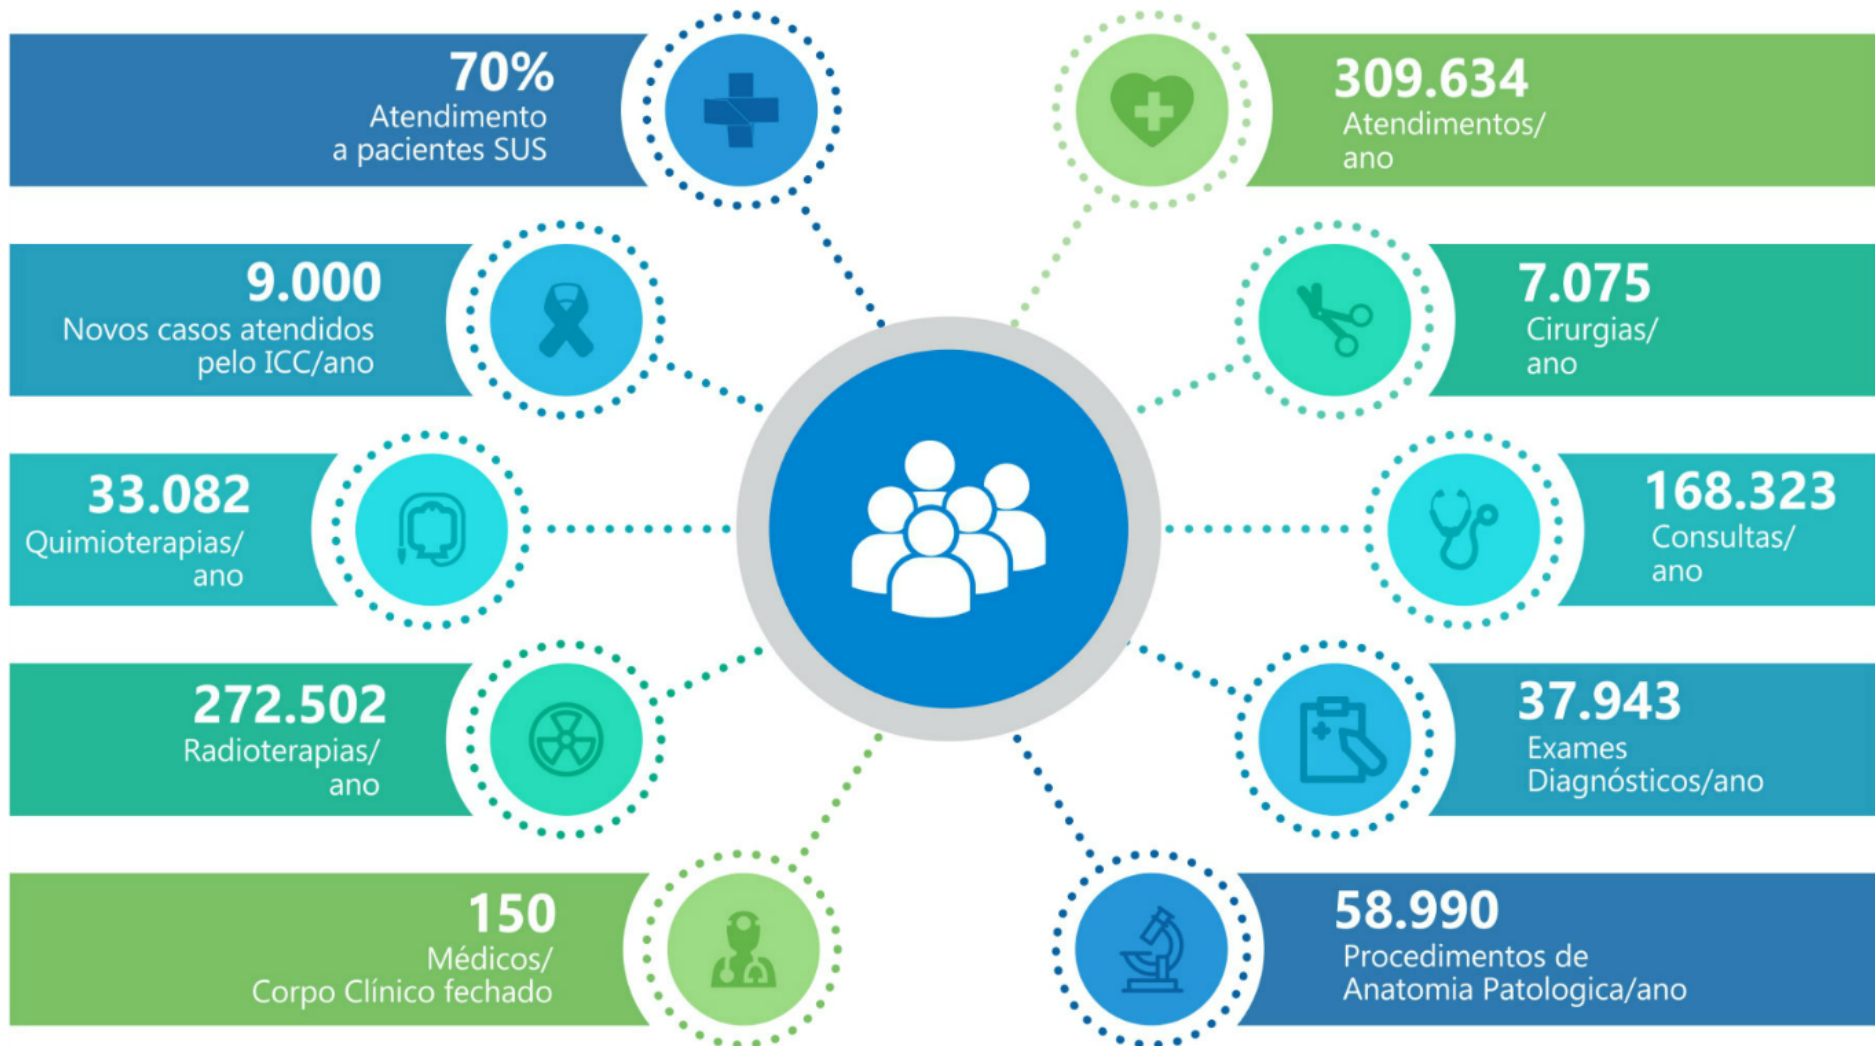 70%
Atendimento
a pacientes SUS
309.634
Atendimentos/
ano
9.000
Novos casos atendidos
pelo ICC/ano
7.075
Cirurgias/
ano
33.082
Quimioterapias/
ano
168.323
Consultas/
ano
272.502
Radioterapias/
ano
37.943
Exames
Diagnósticos/ano
150
Médicos/
Corpo Clínico fechado
58.990
Procedimentos de
Anatomia Patologica/ano